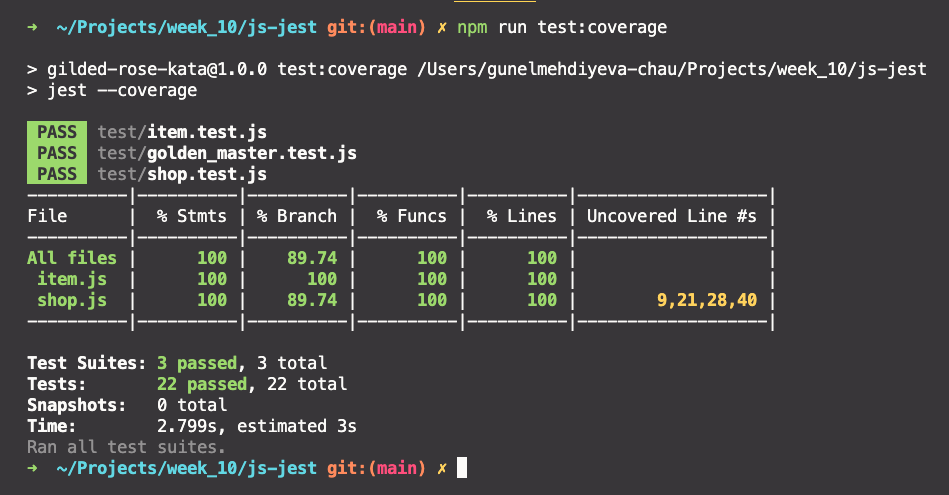 ➜  ~/Projects/week_10/js-jest git:(main) ✗ npm run test:coverage
> gilded-rose-kata@1.0.0 test:coverage /Users/gunelmehdiyeva-chau/Projects/week_10/js-jest
> jest --coverage
PASS  test/item.test.js
PASS  test/golden_master.test.js
PASS  test/shop.test.js
----------|----------|----------|----------|----------|-------------------|
File      |  % Stmts | % Branch |  % Funcs |  % Lines | Uncovered Line #s |
----------|----------|----------|----------|----------|-------------------|
All files |      100 |    89.74 |      100 |      100 |                   |
 item.js  |      100 |      100 |      100 |      100 |                   |
 shop.js  |      100 |    89.74 |      100 |      100 |        9,21,28,40 |
----------|----------|----------|----------|----------|-------------------|
Test Suites: 3 passed, 3 total
Tests:       22 passed, 22 total
Snapshots:   0 total
Time:        2.799s, estimated 3s
Ran all test suites.
➜  ~/Projects/week_10/js-jest git:(main) ✗